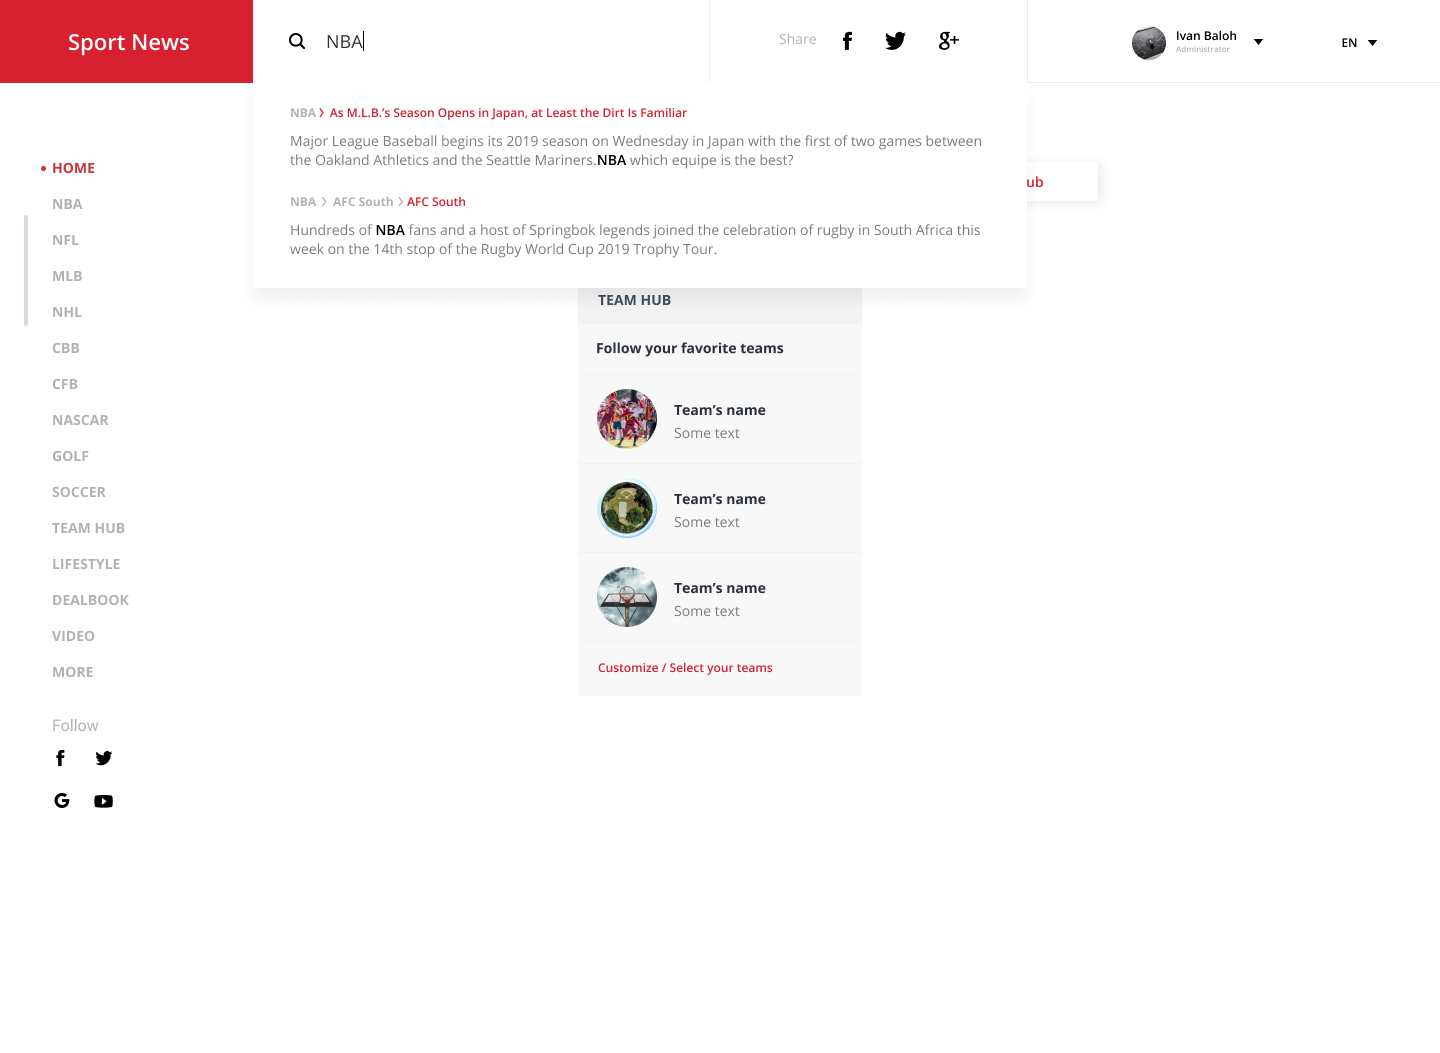 Sport News
NBA
Share
Ivan Baloh
Administrator
EN
NBA > As M.L.B.’s Season Opens in Japan, at Least the Dirt Is Familiar
Major League Baseball begins its 2019 season on Wednesday in Japan with the first of two games between
the Oakland Athletics and the Seattle Mariners.NBA which equipe is the best?
NBA > AFC South > AFC South
Hundreds of NBA fans and a host of Springbok legends joined the celebration of rugby in South Africa this
week on the 14th stop of the Rugby World Cup 2019 Trophy Tour.
ub
HOME
NBA
NFL
MLB
NHL
CBB
CFB
NASCAR
GOLF
SOCCER
TEAM HUB
LIFESTYLE
DEALBOOK
VIDEO
MORE
Follow
TEAM HUB
Follow your favorite teams
Team’s name
Some text
Team’s name
Some text
Team’s name
Some text
Customize / Select your teams